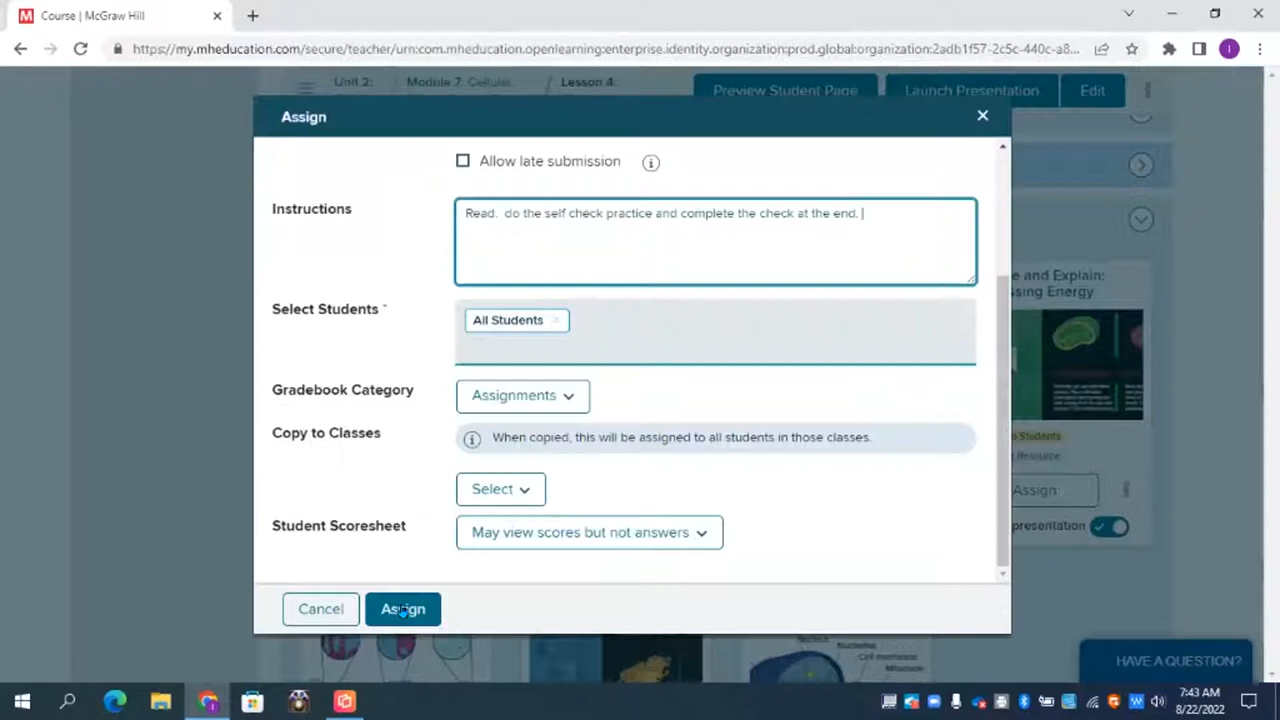 Course | McGraw Hill
https://my.mheducation.com/secure/teacher/urn:com.mheducation.openlearning:enterprise.identity.organization:prod.global:organization:2adb1f57-2c5c-440c-a8...
I
Unit 2: / Module 7: Cellular... / Lesson 4:
Preview Student Page
Launch Presentation
Edit
Assign
Allow late submission
Instructions
Read.  do the self check practice and complete the check at the end.
Select Students *
All Students
Gradebook Category
Assignments
Copy to Classes
When copied, this will be assigned to all students in those classes.
Select
Student Scoresheet
May view scores but not answers
Cancel
Assign
e and Explain:
ssing Energy
Students
Resource
Assign
presentation
Nucleus
Cell membrane
HAVE A QUESTION?
7:43 AM
8/22/2022